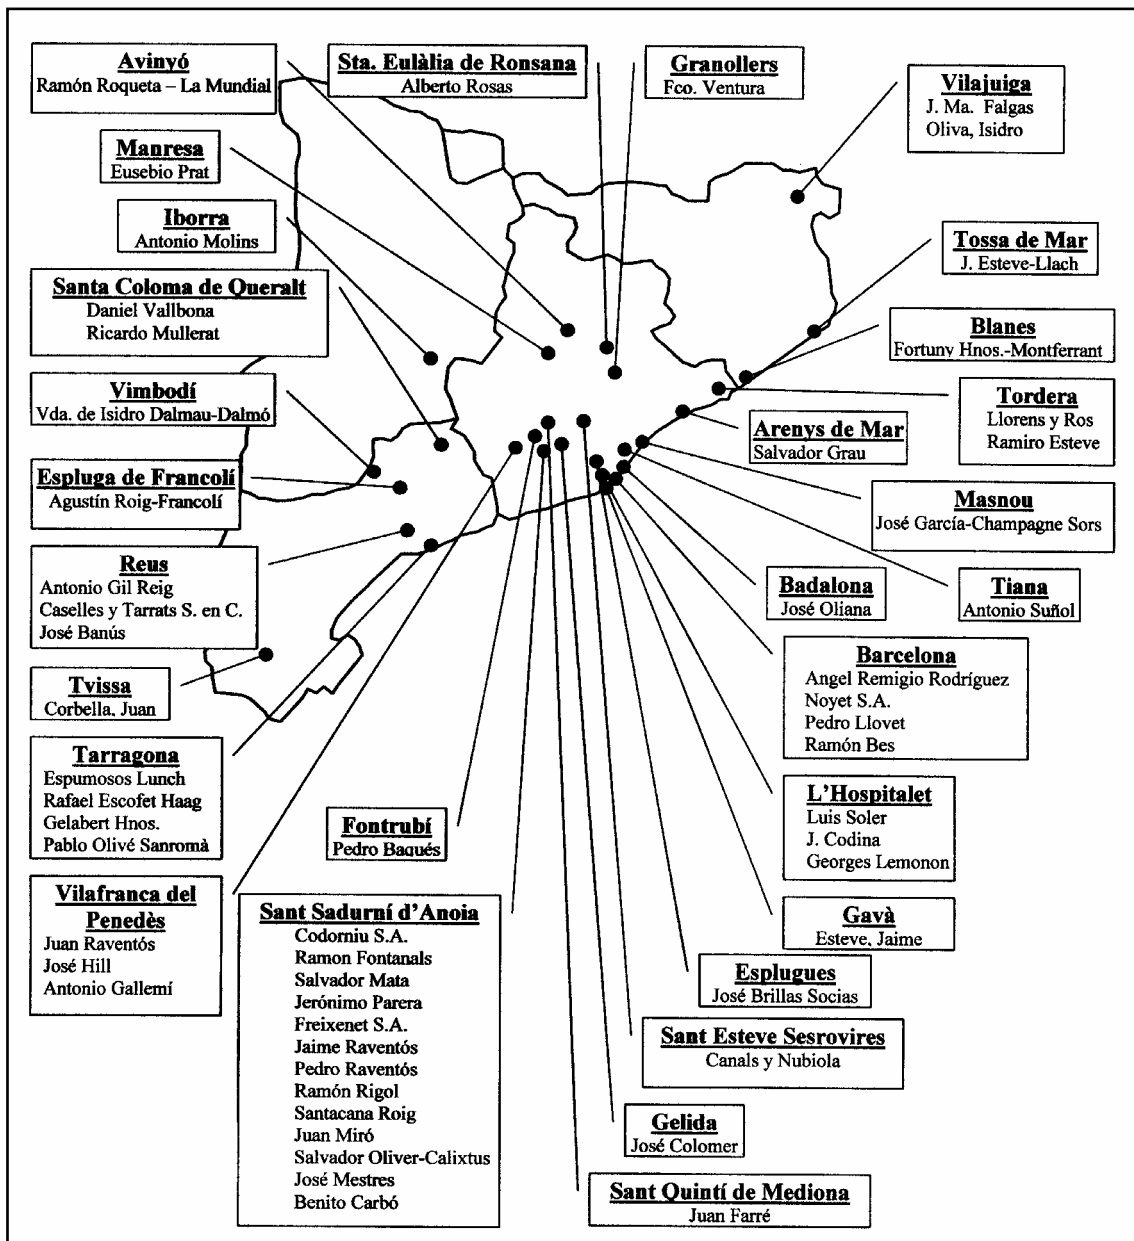 Avinyó
Ramón Roqueta – La Mundial
Sta. Eulàlia de Ronsana
Alberto Rosas
Granollers
Fco. Ventura
Vilajuiga
J. Ma. Falgas
Oliva, Isidro
Manresa
Eusebio Prat
Iborra
Antonio Molins
Tossa de Mar
J. Esteve-Llach
Santa Coloma de Queralt
Daniel Vallbona
Ricardo Mullerat
Blanes
Fortuny Hnos.-Montferrant
Vimbodí
Vda. de Isidro Dalmau-Dalmó
Tordera
Llorens y Ros
Ramiro Esteve
Arenys de Mar
Salvador Grau
Espluga de Francolí
Agustín Roig-Francolí
Masnou
José García-Champagne Sors
Reus
Antonio Gil Reig
Caselles y Tarrats S. en C.
José Banús
Badalona
José Oliana
Tiana
Antonio Suñol
Tvissa
Corbella, Juan
Barcelona
Angel Remigio Rodríguez
Noyet S.A.
Pedro Llovet
Ramón Bes
Tarragona
Espumosos Lunch
Rafael Escofet Haag
Gelabert Hnos.
Pablo Olivé Sanromà
L'Hospitalet
Luis Soler
J. Codina
Georges Lemonon
Fontrubí
Pedro Baqués
Vilafranca del
Penedès
Juan Raventós
José Hill
Antonio Gallemí
Sant Sadurní d'Anoia
Codorniu S.A.
Ramon Fontanals
Salvador Mata
Jerónimo Parera
Freixenet S.A.
Jaime Raventós
Pedro Raventós
Ramón Rigol
Santacana Roig
Juan Miró
Salvador Oliver-Calixtus
José Mestres
Benito Carbó
Gavà
Esteve, Jaime
Esplugues
José Brillas Socias
Sant Esteve Sesrovires
Canals y Nubiola
Gelida
José Colomer
Sant Quintí de Mediona
Juan Farré